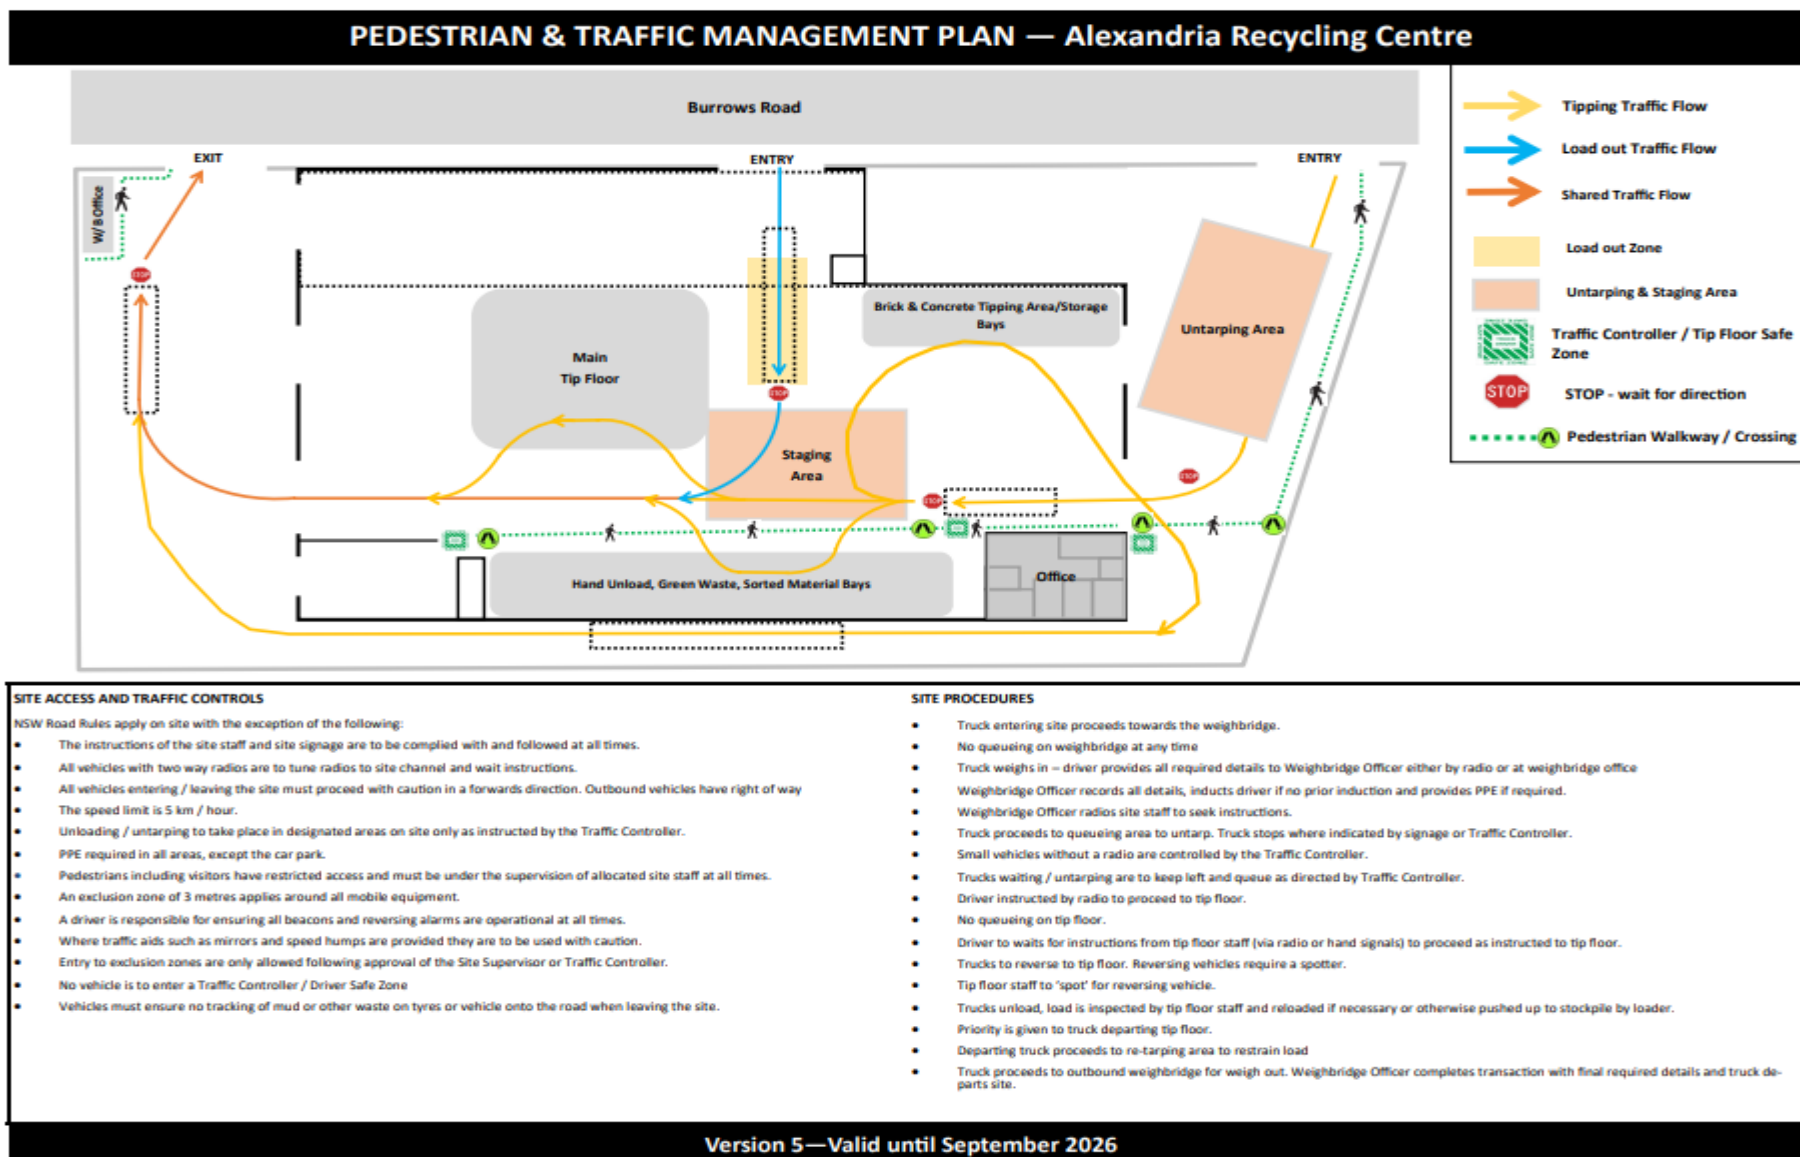 PEDESTRIAN & TRAFFIC MANAGEMENT PLAN — Alexandria Recycling Centre
Burrows Road
EXIT
ENTRY
ENTRY
W/B Office
STOP
Main
Tip Floor
STOP
Brick & Concrete Tipping Area/Storage
Bays
Untarping Area
Staging
Area
STOP
STOP
Hand Unload, Green Waste, Sorted Material Bays
Office
Tipping Traffic Flow
Load out Traffic Flow
Shared Traffic Flow
Load out Zone
Untarping & Staging Area
Traffic Controller / Tip Floor Safe
Zone
STOP
STOP - wait for direction
Pedestrian Walkway / Crossing
SITE ACCESS AND TRAFFIC CONTROLS
NSW Road Rules apply on site with the exception of the following:
• The instructions of the site staff and site signage are to be complied with and followed at all times.
• All vehicles with two way radios are to tune radios to site channel and wait instructions.
• All vehicles entering / leaving the site must proceed with caution in a forwards direction. Outbound vehicles have right of way
• The speed limit is 5 km / hour.
• Unloading / untarping to take place in designated areas on site only as instructed by the Traffic Controller.
• PPE required in all areas, except the car park.
• Pedestrians including visitors have restricted access and must be under the supervision of allocated site staff at all times.
• An exclusion zone of 3 metres applies around all mobile equipment.
• A driver is responsible for ensuring all beacons and reversing alarms are operational at all times.
• Where traffic aids such as mirrors and speed humps are provided they are to be used with caution.
• Entry to exclusion zones are only allowed following approval of the Site Supervisor or Traffic Controller.
• No vehicle is to enter a Traffic Controller / Driver Safe Zone
• Vehicles must ensure no tracking of mud or other waste on tyres or vehicle onto the road when leaving the site.
SITE PROCEDURES
• Truck entering site proceeds towards the weighbridge.
• No queueing on weighbridge at any time
• Truck weighs in – driver provides all required details to Weighbridge Officer either by radio or at weighbridge office
• Weighbridge Officer records all details, inducts driver if no prior induction and provides PPE if required.
• Weighbridge Officer radios site staff to seek instructions.
• Truck proceeds to queueing area to untarp. Truck stops where indicated by signage or Traffic Controller.
• Small vehicles without a radio are controlled by the Traffic Controller.
• Trucks waiting / untarping are to keep left and queue as directed by Traffic Controller.
• Driver instructed by radio to proceed to tip floor.
• No queueing on tip floor.
• Driver to waits for instructions from tip floor staff (via radio or hand signals) to proceed as instructed to tip floor.
• Trucks to reverse to tip floor. Reversing vehicles require a spotter.
• Tip floor staff to 'spot' for reversing vehicle.
• Trucks unload, load is inspected by tip floor staff and reloaded if necessary or otherwise pushed up to stockpile by loader.
• Priority is given to truck departing tip floor.
• Departing truck proceeds to re-tarping area to restrain load
• Truck proceeds to outbound weighbridge for weigh out. Weighbridge Officer completes transaction with final required details and truck de-
parts site.
Version 5—Valid until September 2026